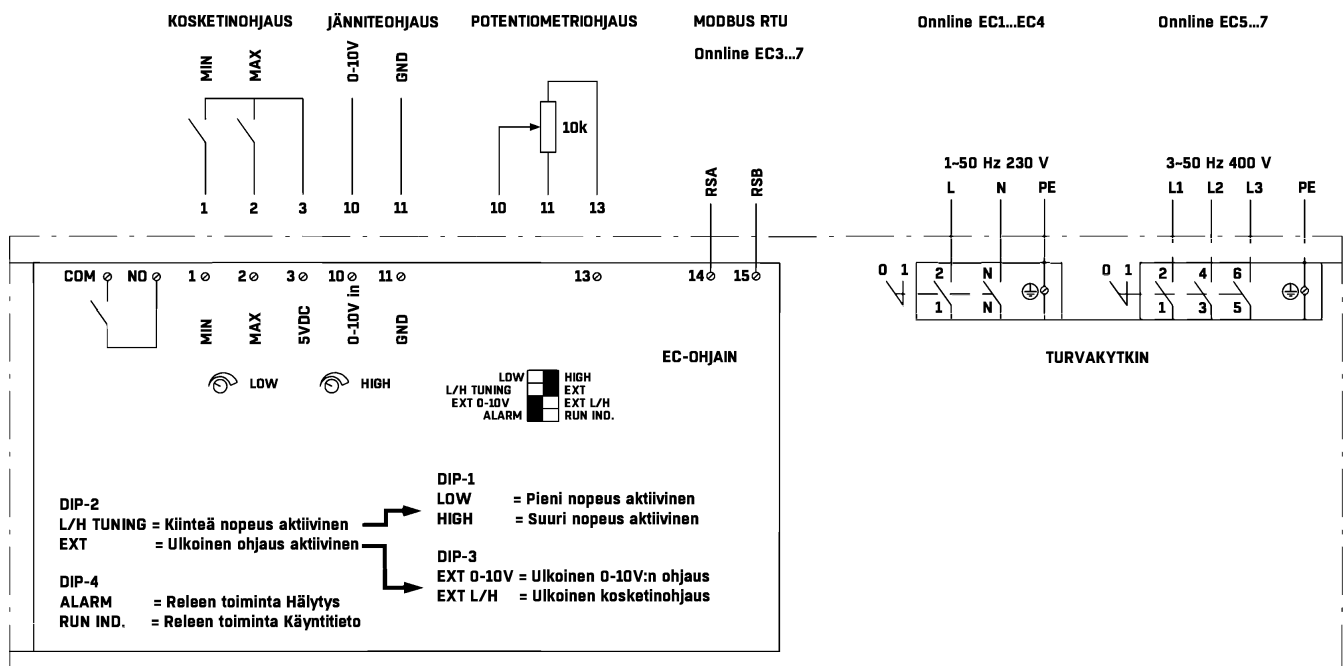 KOSKETINOHJAUS JÄNNITEOHJAUS POTENTIOMETRIOHJAUS MODBUS RTU Onnline EC1...EC4 Onnline EC5...7
Onnline EC3...7
MIN MAX 0-10V GND
10k
RSA RSB
1~50 Hz 230 V 3~50 Hz 400 V
L N PE L1 L2 L3 PE
1 2 3 10 11 10 11 13
COM NO 1 2 3 10 11 13 14 15
0 1 2 N 0 1 2 4 6
1 N 1 3 5
MIN MAX 5VDC 0-10V in GND
EC-OHJAIN TURVAKYTKIN
LOW HIGH
LOW HIGH
L/H TUNING EXT
EXT 0-10V EXT L/H
ALARM RUN IND.
DIP-2
L/H TUNING = Kiinteä nopeus aktiivinen
EXT = Ulkoinen ohjaus aktiivinen
DIP-4
ALARM = Releen toiminta Hälytys
RUN IND. = Releen toiminta Käyntitieto
DIP-1
LOW = Pieni nopeus aktiivinen
HIGH = Suuri nopeus aktiivinen
DIP-3
EXT 0-10V = Ulkoinen 0-10V:n ohjaus
EXT L/H = Ulkoinen kosketinohjaus